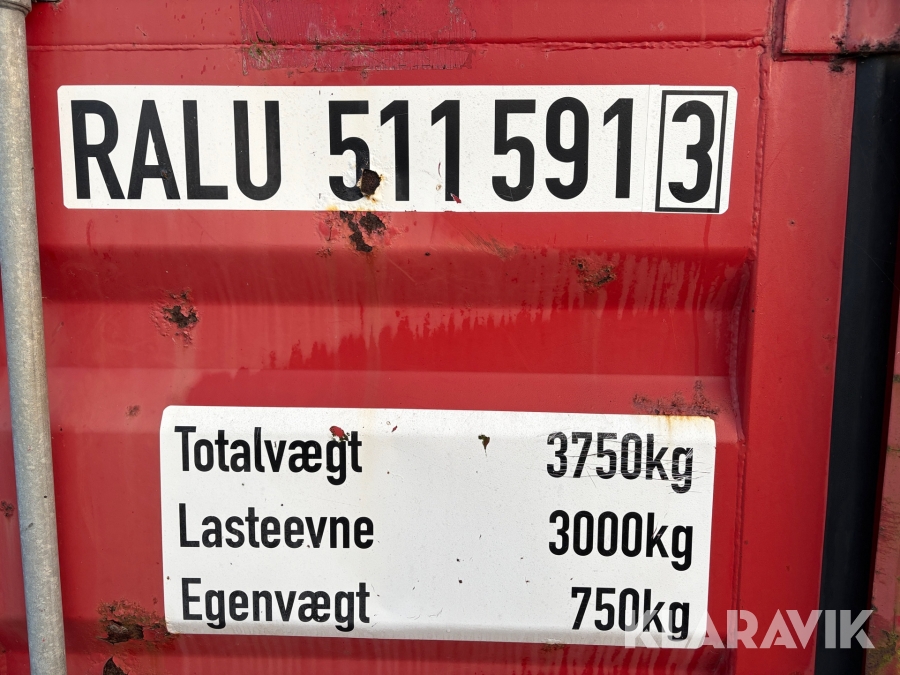 RALU 511 591 3
Totalvægt 3750kg
Lasteevne 3000kg
Egenvægt 750kg
KLARAVIK